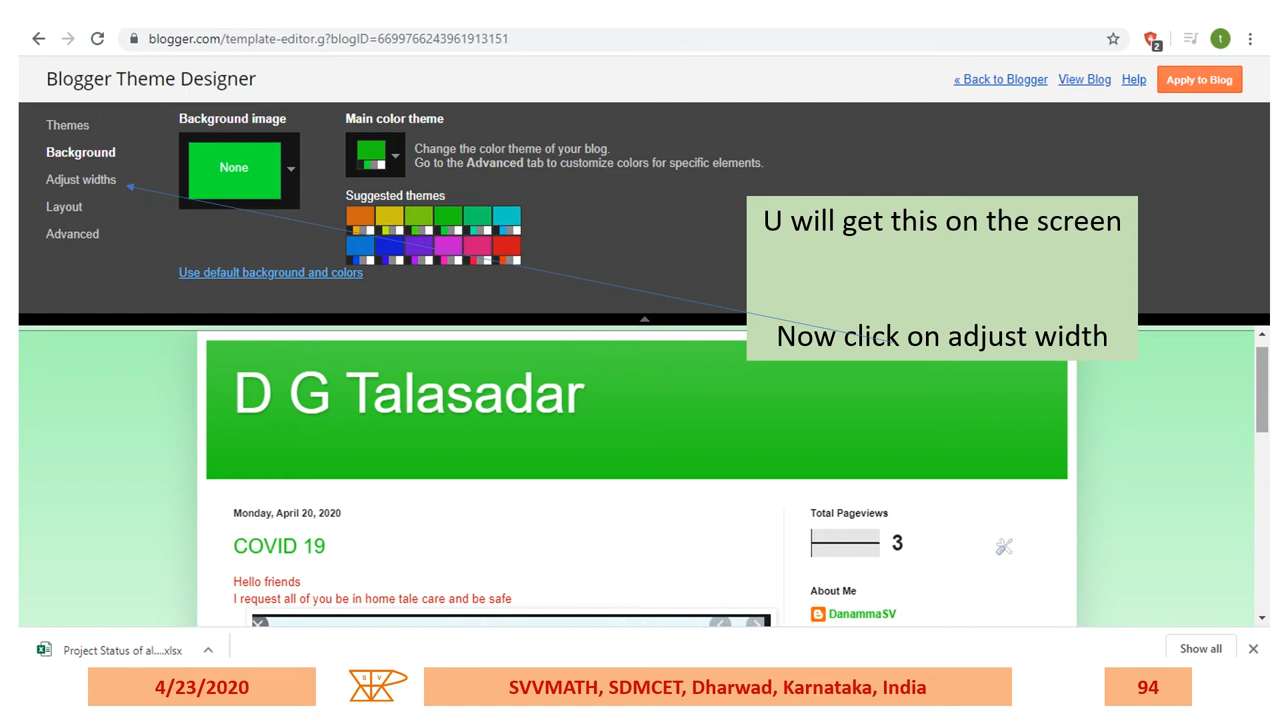 blogger.com/template-editor.g?blogID=6699766243961913151
2
t
Blogger Theme Designer
« Back to Blogger
View Blog
Help
Apply to Blog
Themes
Background
Adjust widths
Layout
Advanced
Background image
None
Main color theme
Change the color theme of your blog.
Go to the Advanced tab to customize colors for specific elements.
Suggested themes
Use default background and colors
U will get this on the screen
Now click on adjust width
D G Talasadar
Monday, April 20, 2020
COVID 19
Hello friends
I request all of you be in home tale care and be safe
Total Pageviews
3
About Me
DanammaSV
Project Status of al....xlsx
Show all
4/23/2020
S V
SVVMATH, SDMCET, Dharwad, Karnataka, India
94